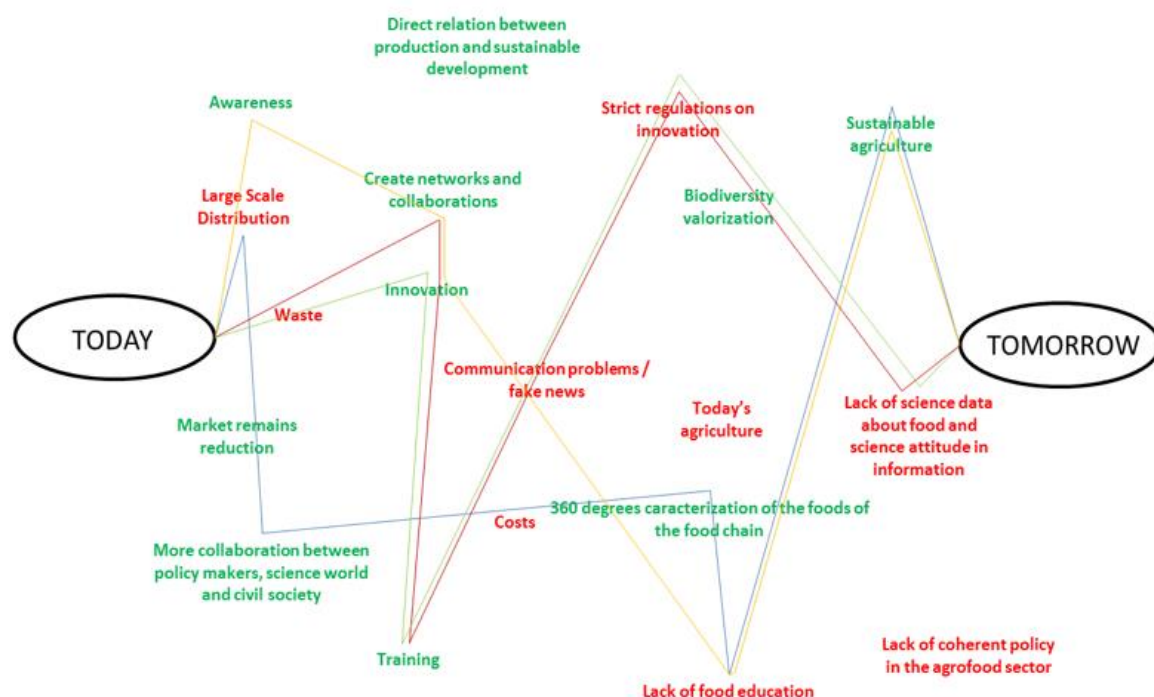 Direct relation between
production and sustainable
development
Awareness
Strict regulations on
innovation
Sustainable
agriculture
Create networks and
collaborations
Large Scale
Distribution
Biodiversity
valorization
Innovation
Waste
TODAY
TOMORROW
Communication problems /
fake news
Today's
agriculture
Lack of science data
about food and
science attitude in
information
Market remains
reduction
360 degrees caracterization of the foods of
the food chain
Costs
More collaboration between
policy makers, science world
and civil society
Training
Lack of coherent policy
in the agrofood sector
Lack of food education